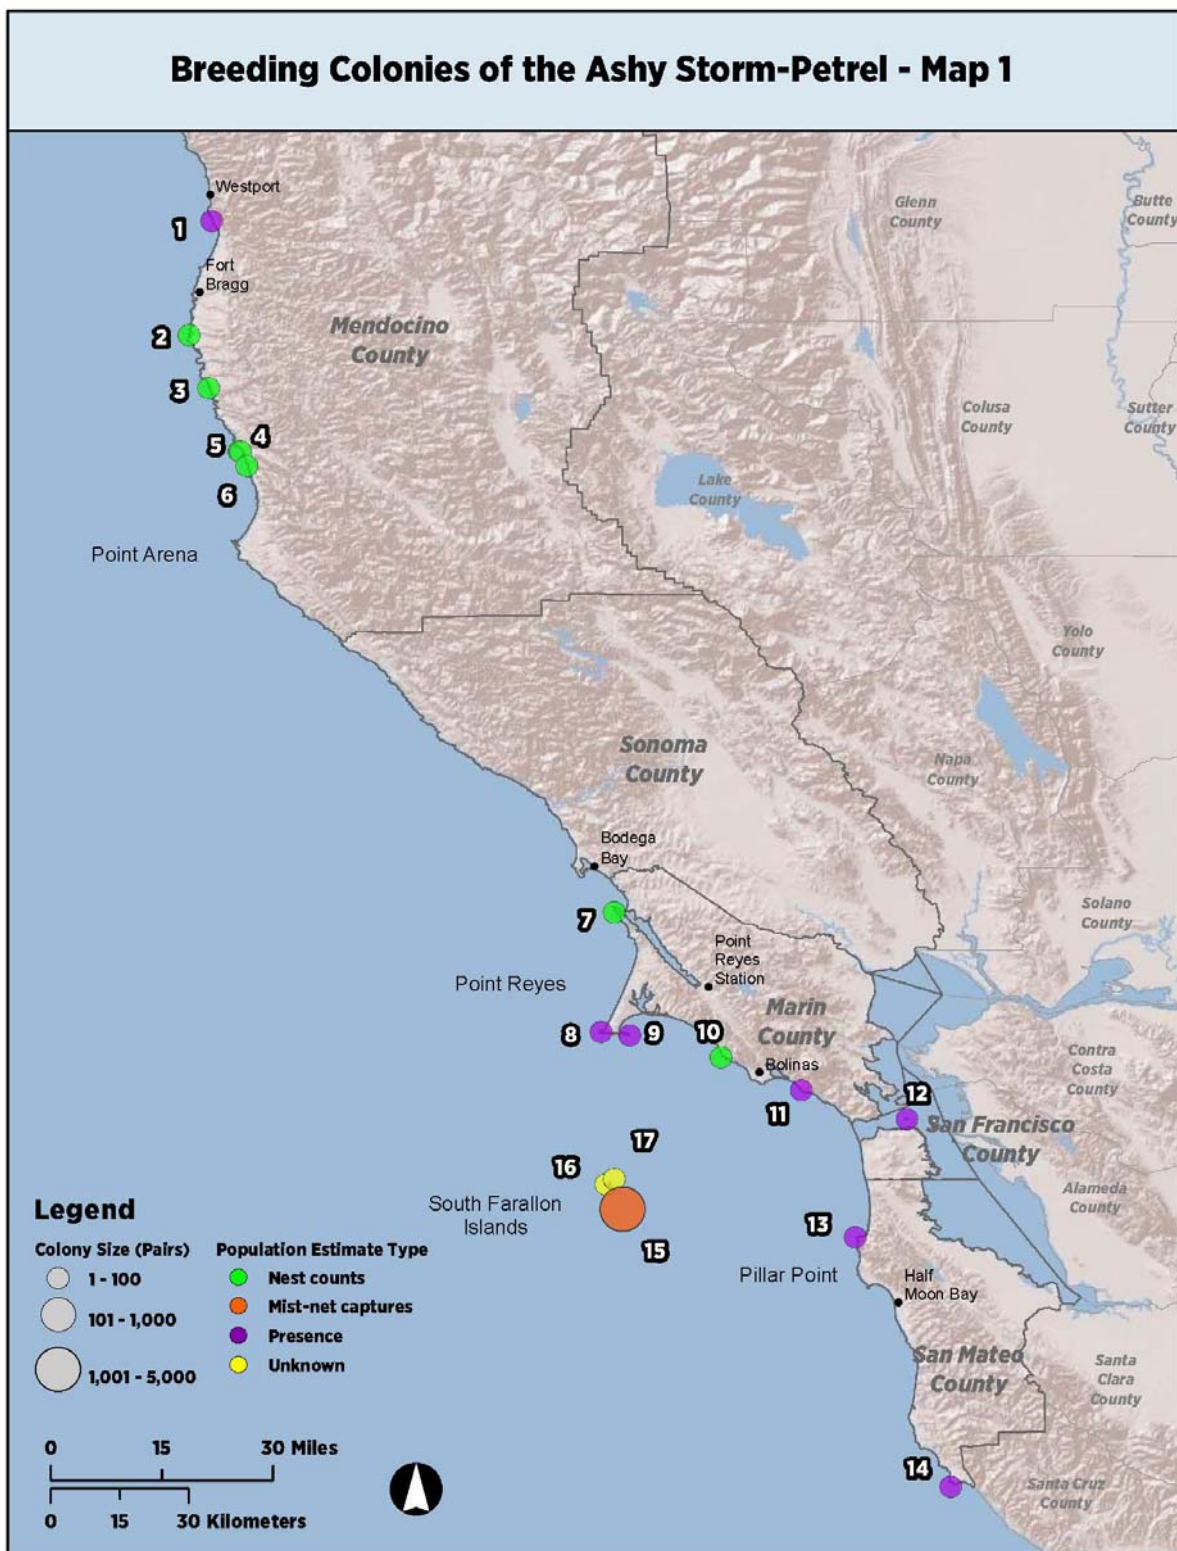 Breeding Colonies of the Ashy Storm-Petrel - Map 1
Westport
1
Glenn
County
Butte
County
Fort
Bragg
2
Mendocino
County
3
Colusa
County
Sutter
County
5
4
6
Lake
County
Point Arena
Yolo
County
Sonoma
County
Napa
County
Bodega
Bay
7
Solano
County
Point
Reyes
Station
Point Reyes
Marin
County
8
9
10
Bolinas
11
12
Contra
Costa
County
San Francisco
County
17
16
South Farallon
Islands
15
Alameda
County
13
Pillar Point
Half
Moon Bay
San Mateo
County
Santa
Clara
County
14
Santa Cruz
County
Legend
Colony Size (Pairs)
1 - 100
101 - 1,000
1,001 - 5,000
Population Estimate Type
Nest counts
Mist-net captures
Presence
Unknown
0 15 30 Miles
0 15 30 Kilometers